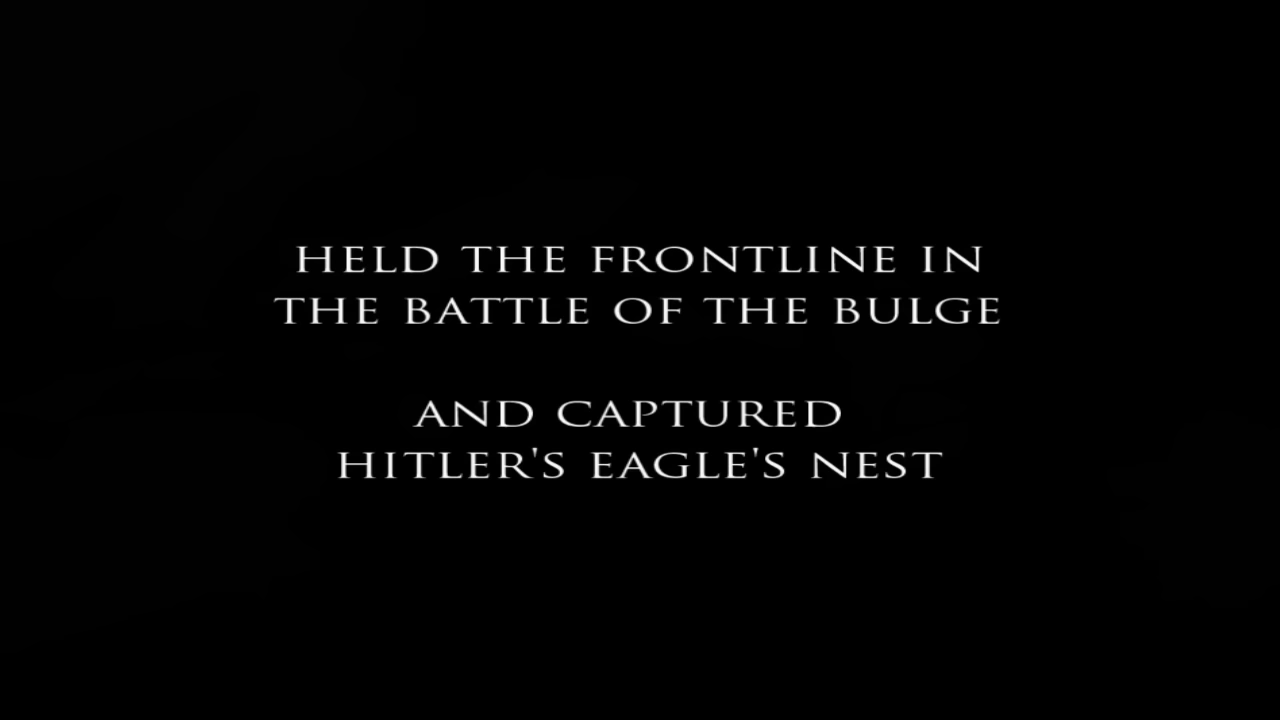 HELD THE FRONTLINE IN
THE BATTLE OF THE BULGE
AND CAPTURED
HITLER'S EAGLE'S NEST